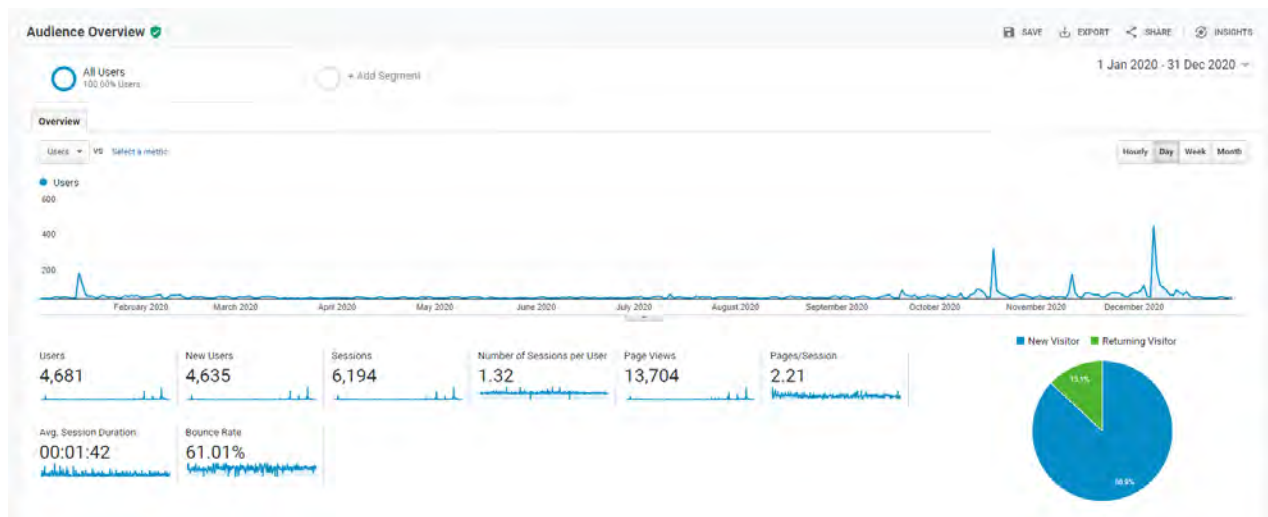 Audience Overview
SAVE EXPORT SHARE INSIGHTS
All Users
100.00% Users
+ Add Segment
1 Jan 2020 - 31 Dec 2020
Overview
Users VS Select a metric
Hourly Day Week Month
Users
600
400
200
February 2020 March 2020 April 2020 May 2020 June 2020 July 2020 August 2020 September 2020 October 2020 November 2020 December 2020
New Visitor Returning Visitor
Users New Users Sessions Number of Sessions per User Page Views Pages/Session
4,681 4,635 6,194 1.32 13,704 2.21
13.1%
Avg. Session Duration Bounce Rate
00:01:42 61.01%
86.9%